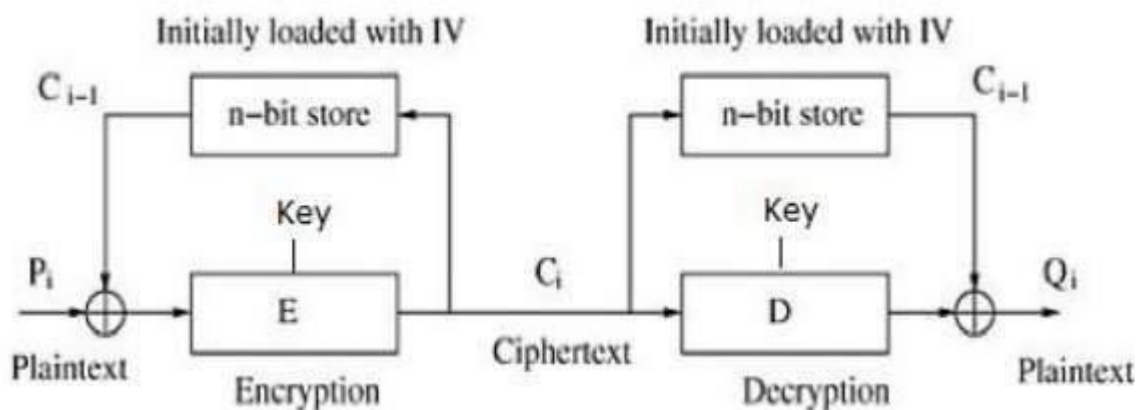 Initially loaded with IV
Initially loaded with IV
C i-1
n-bit store
n-bit store
C i-1
Key
Key
P i
E
C i
D
Q i
Plaintext
Ciphertext
Plaintext
Encryption
Decryption